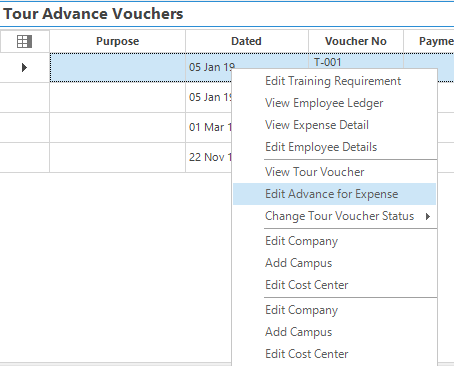 Tour Advance Vouchers
Purpose Dated Voucher No Payme
05 Jan 19 T-001
05 Jan 19
01 Mar 1
22 Nov 1
Edit Training Requirement
View Employee Ledger
View Expense Detail
Edit Employee Details
View Tour Voucher
Edit Advance for Expense
Change Tour Voucher Status
Edit Company
Add Campus
Edit Cost Center
Edit Company
Add Campus
Edit Cost Center